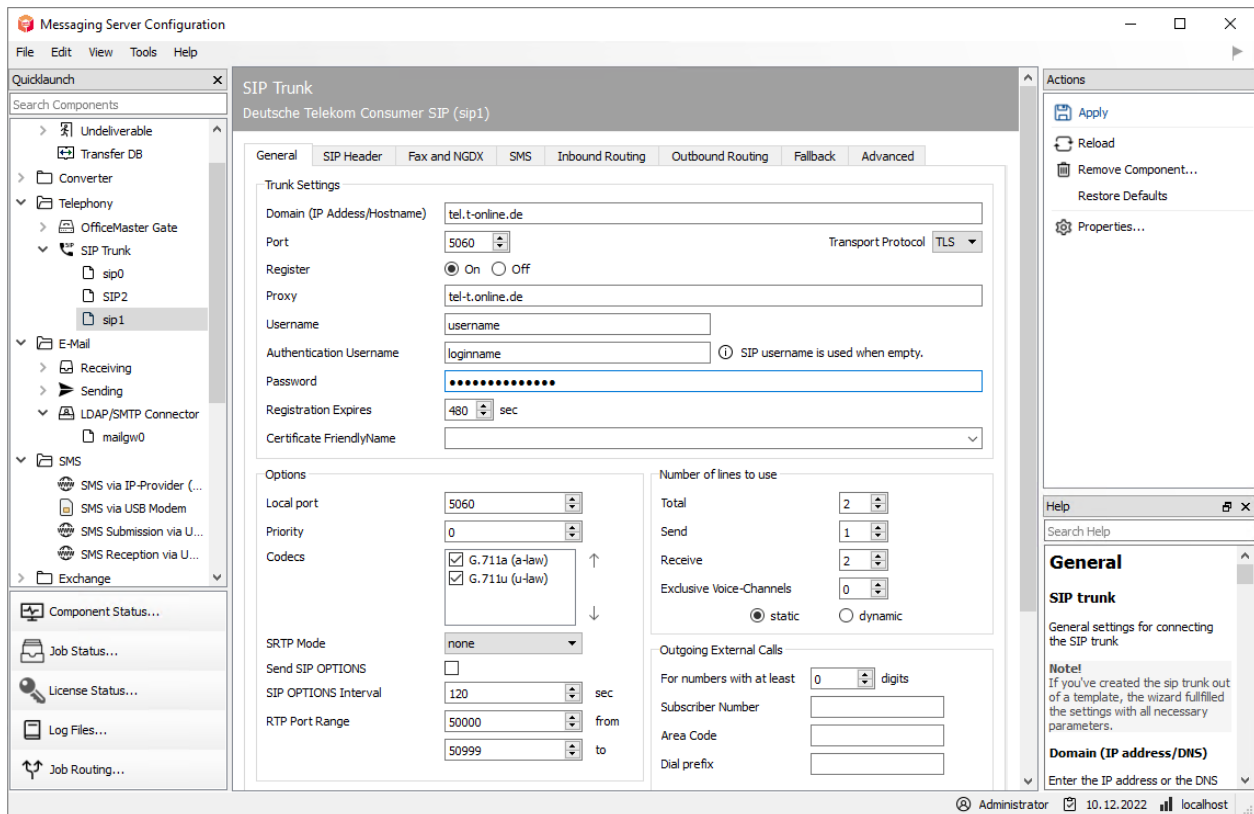 Messaging Server Configuration
File Edit View Tools Help
Quicklaunch
Search Components
Undeliverable
Transfer DB
Converter
Telephony
OfficeMaster Gate
SIP Trunk
sip0
SIP2
sip1
E-Mail
Receiving
Sending
LDAP/SMTP Connector
mailgw0
SMS
SMS via IP-Provider (...
SMS via USB Modem
SMS Submission via U...
SMS Reception via U...
Exchange
Component Status...
Job Status...
License Status...
Log Files...
Job Routing...
SIP Trunk
Deutsche Telekom Consumer SIP (sip1)
General SIP Header Fax and NGDX SMS Inbound Routing Outbound Routing Fallback Advanced
Trunk Settings
Domain (IP Addess/Hostname) tel.t-online.de
Port 5060 Transport Protocol TLS
Register On Off
Proxy tel-t.online.de
Username username
Authentication Username loginname SIP username is used when empty.
Password ••••••••••••••
Registration Expires 480 sec
Certificate FriendlyName
Options
Local port 5060
Priority 0
Codecs G.711a (a-law)
G.711u (u-law)
SRTP Mode none
Send SIP OPTIONS
SIP OPTIONS Interval 120 sec
RTP Port Range 50000 from
50999 to
Number of lines to use
Total 2
Send 1
Receive 2
Exclusive Voice-Channels 0
static dynamic
Outgoing External Calls
For numbers with at least 0 digits
Subscriber Number
Area Code
Dial prefix
Actions
Apply
Reload
Remove Component...
Restore Defaults
Properties...
Help
Search Help
General
SIP trunk
General settings for connecting
the SIP trunk
Note!
If you've created the sip trunk out
of a template, the wizard fullfilled
the settings with all necessary
parameters.
Domain (IP address/DNS)
Enter the IP address or the DNS
Administrator 10.12.2022 localhost